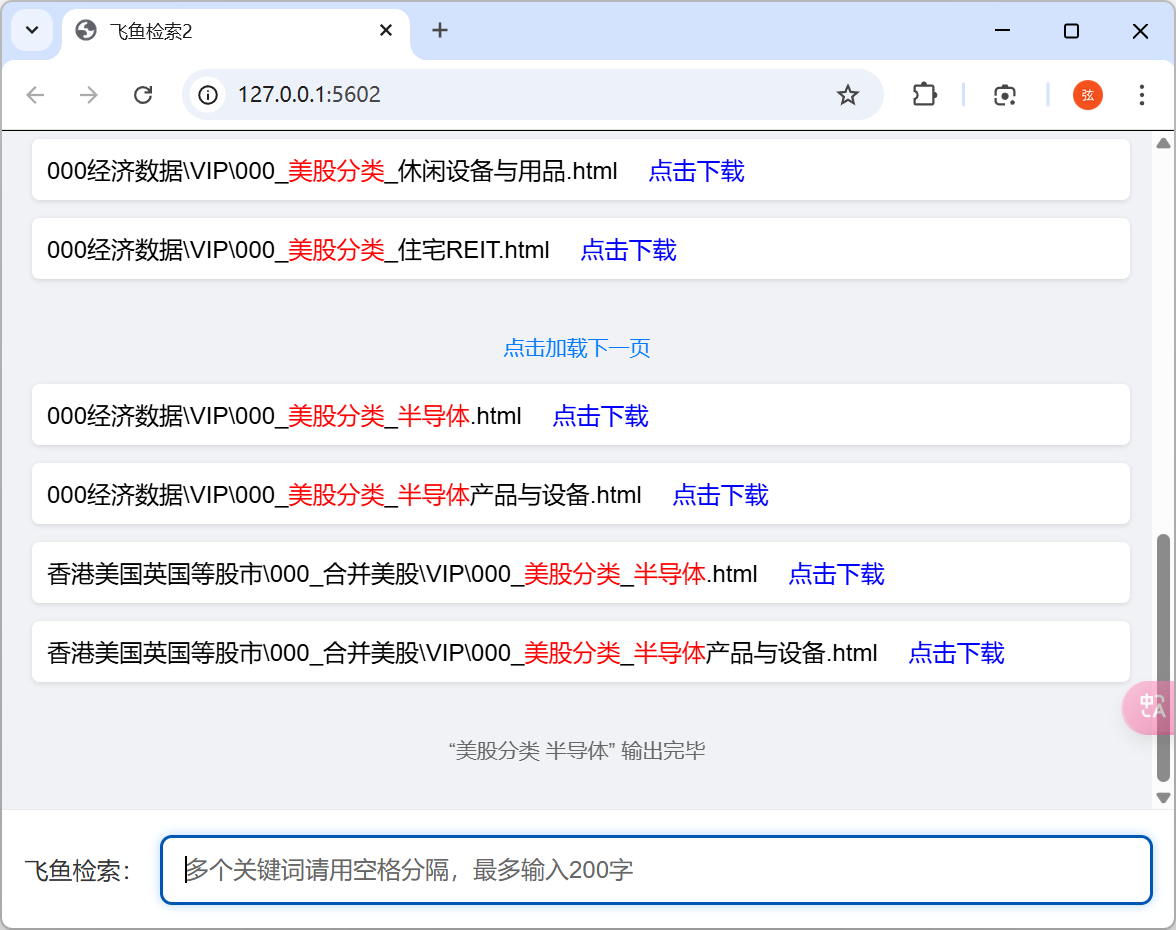 飞鱼检索2
127.0.0.1:5602
弦
000经济数据\VIP\000_美股分类_休闲设备与用品.html 点击下载
000经济数据\VIP\000_美股分类_住宅REIT.html 点击下载
点击加载下一页
000经济数据\VIP\000_美股分类_半导体.html 点击下载
000经济数据\VIP\000_美股分类_半导体产品与设备.html 点击下载
香港美国英国等股市\000_合并美股\VIP\000_美股分类_半导体.html 点击下载
香港美国英国等股市\000_合并美股\VIP\000_美股分类_半导体产品与设备.html 点击下载
中A
“美股分类 半导体” 输出完毕
飞鱼检索： 多个关键词请用空格分隔，最多输入200字